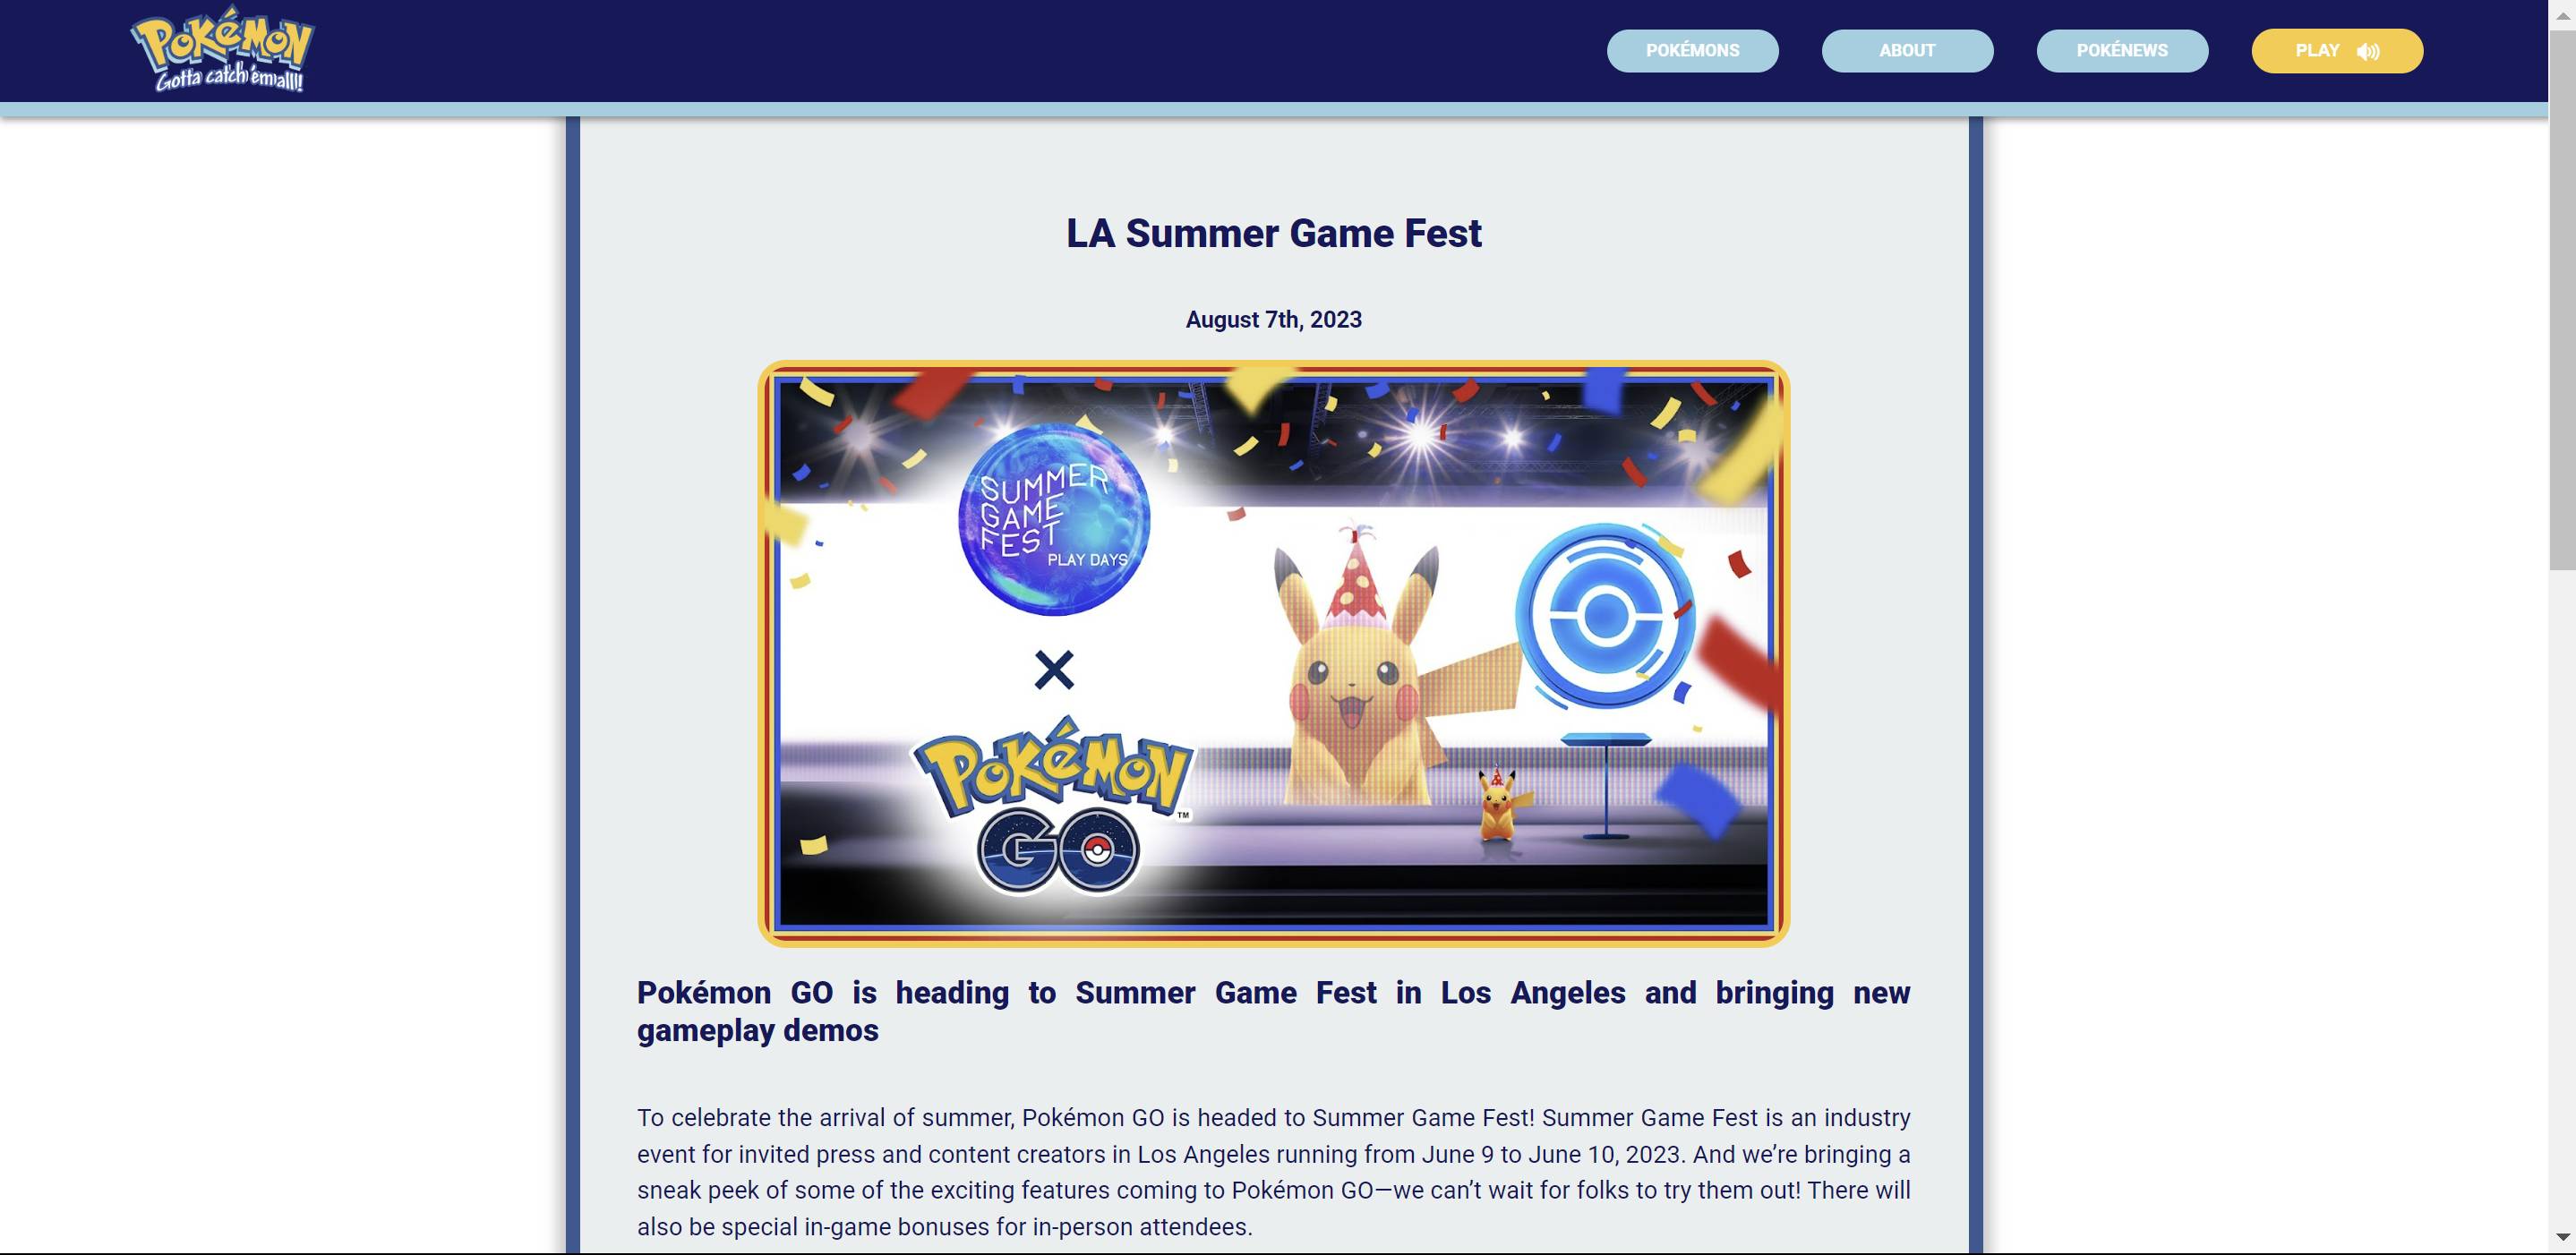 Pokémon
Gotta catch 'em alll!
POKÉMONS
ABOUT
POKÉNEWS
PLAY
LA Summer Game Fest
August 7th, 2023
SUMMER
GAME
FEST
PLAY DAYS
×
Pokémon
TM
GO
Pokémon GO is heading to Summer Game Fest in Los Angeles and bringing new
gameplay demos
To celebrate the arrival of summer, Pokémon GO is headed to Summer Game Fest! Summer Game Fest is an industry
event for invited press and content creators in Los Angeles running from June 9 to June 10, 2023. And we’re bringing a
sneak peek of some of the exciting features coming to Pokémon GO—we can’t wait for folks to try them out! There will
also be special in-game bonuses for in-person attendees.